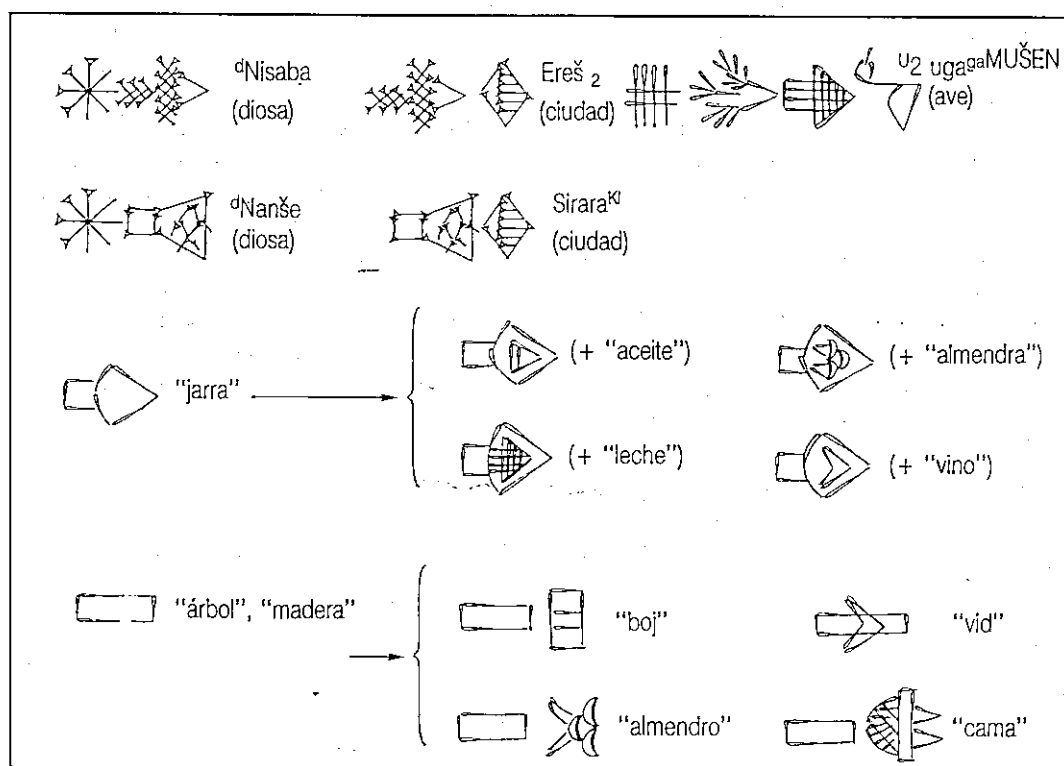 ᵈNisaba
(diosa)
Ereš ₂
(ciudad)
ᵁ2 ugaᵍᵃMUŠEN
(ave)
ᵈNanše
(diosa)
Siraraᴷᴵ
(ciudad)
"jarra"
(+ "aceite")
(+ "almendra")
(+ "leche")
(+ "vino")
"árbol", "madera"
"boj"
"vid"
"almendro"
"cama"